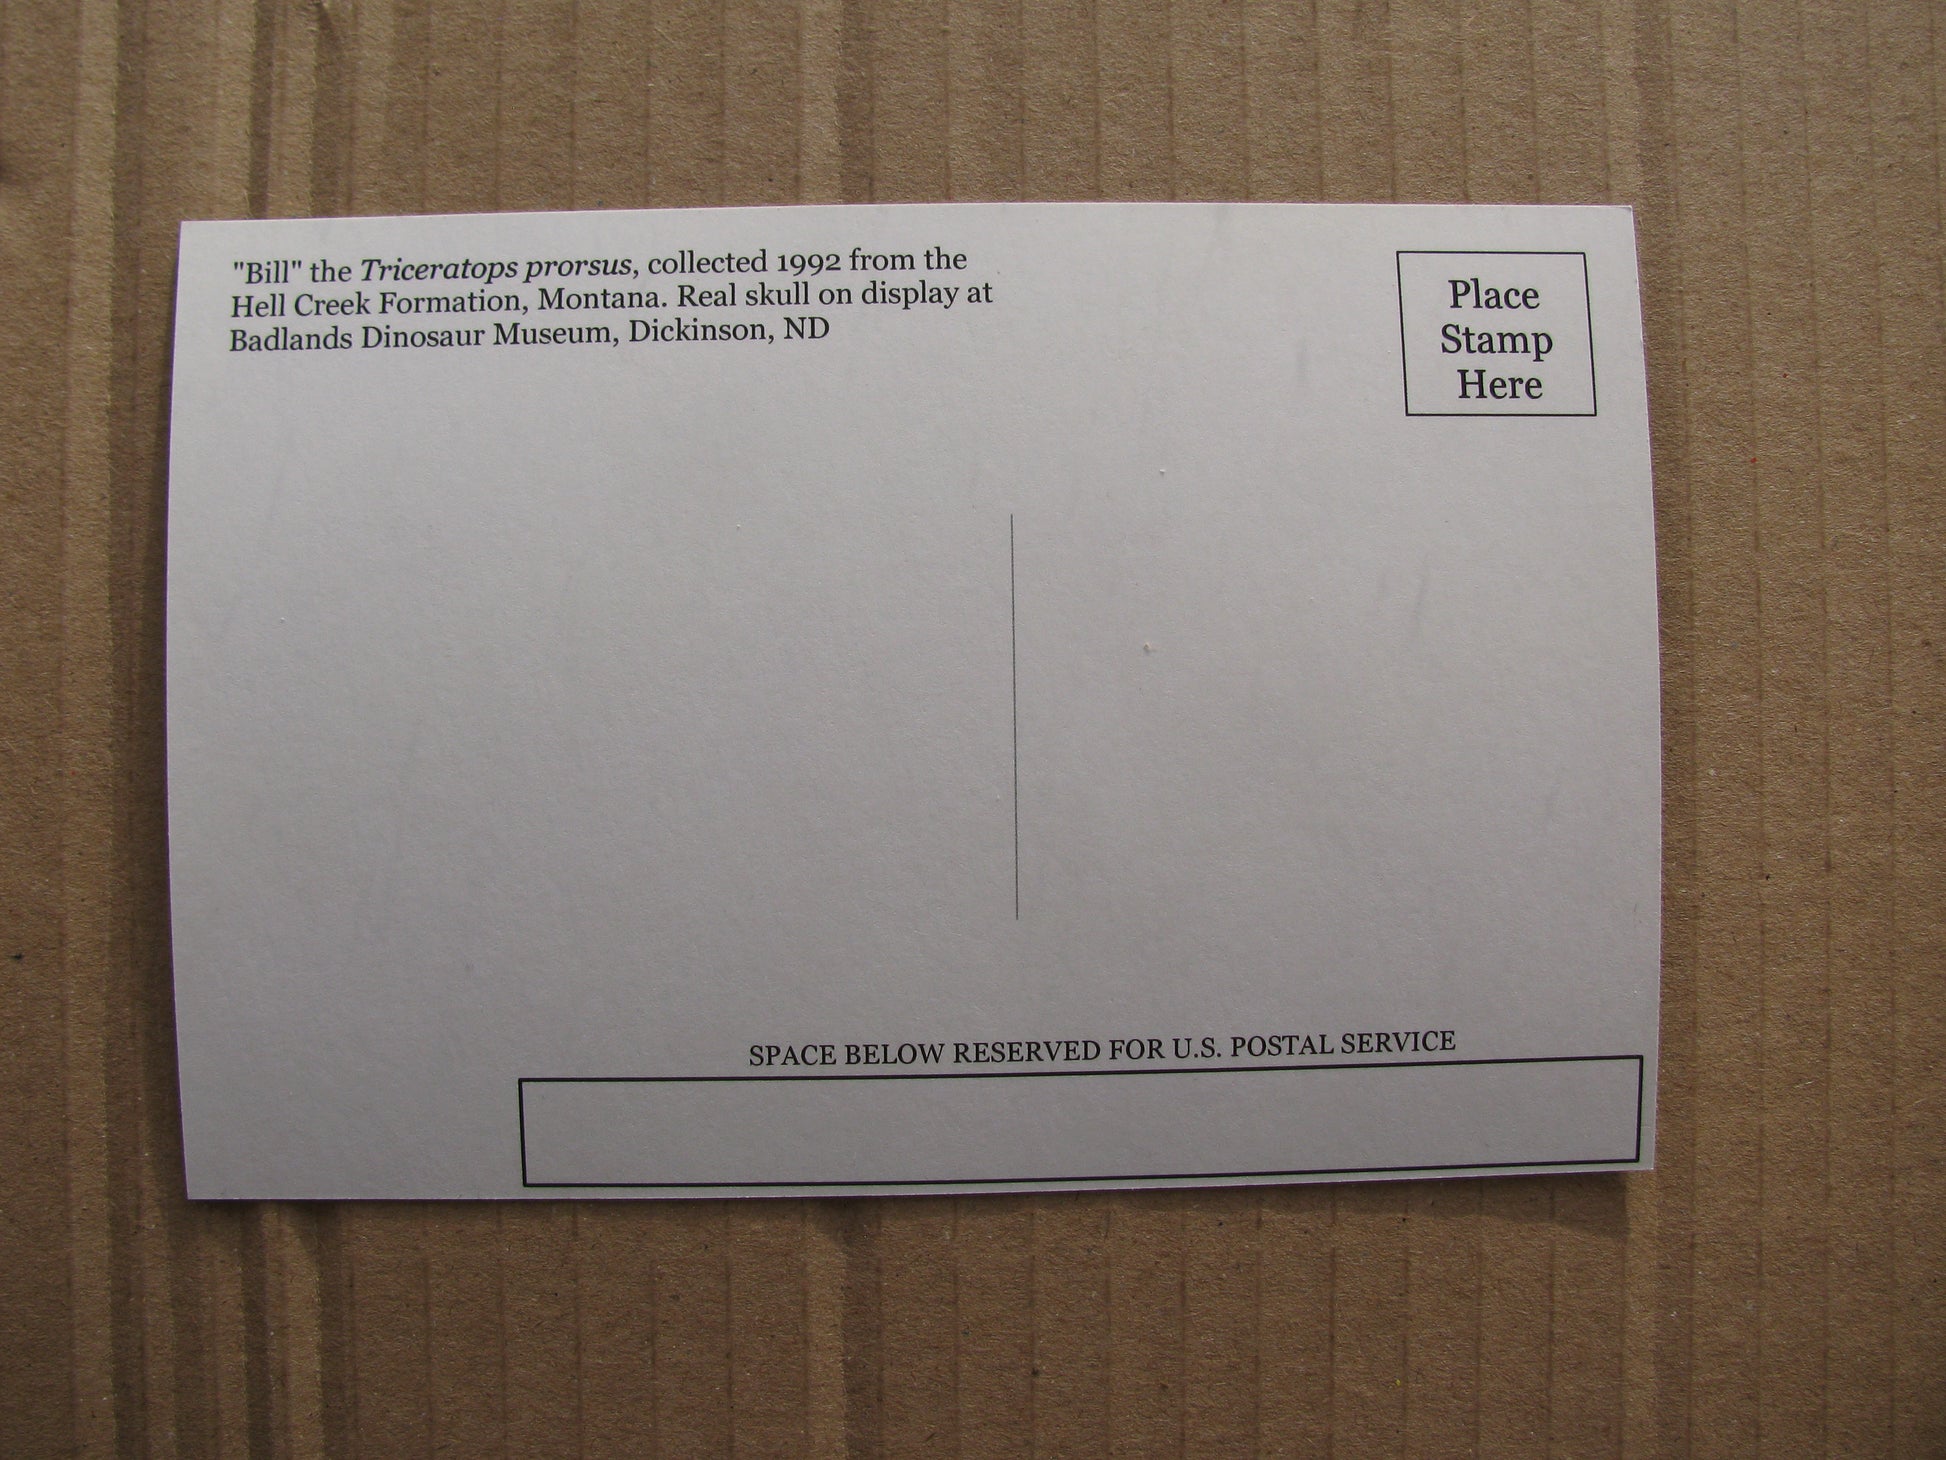 "Bill" the Triceratops prorsus, collected 1992 from the
Hell Creek Formation, Montana. Real skull on display at
Badlands Dinosaur Museum, Dickinson, ND
Place
Stamp
Here
SPACE BELOW RESERVED FOR U.S. POSTAL SERVICE